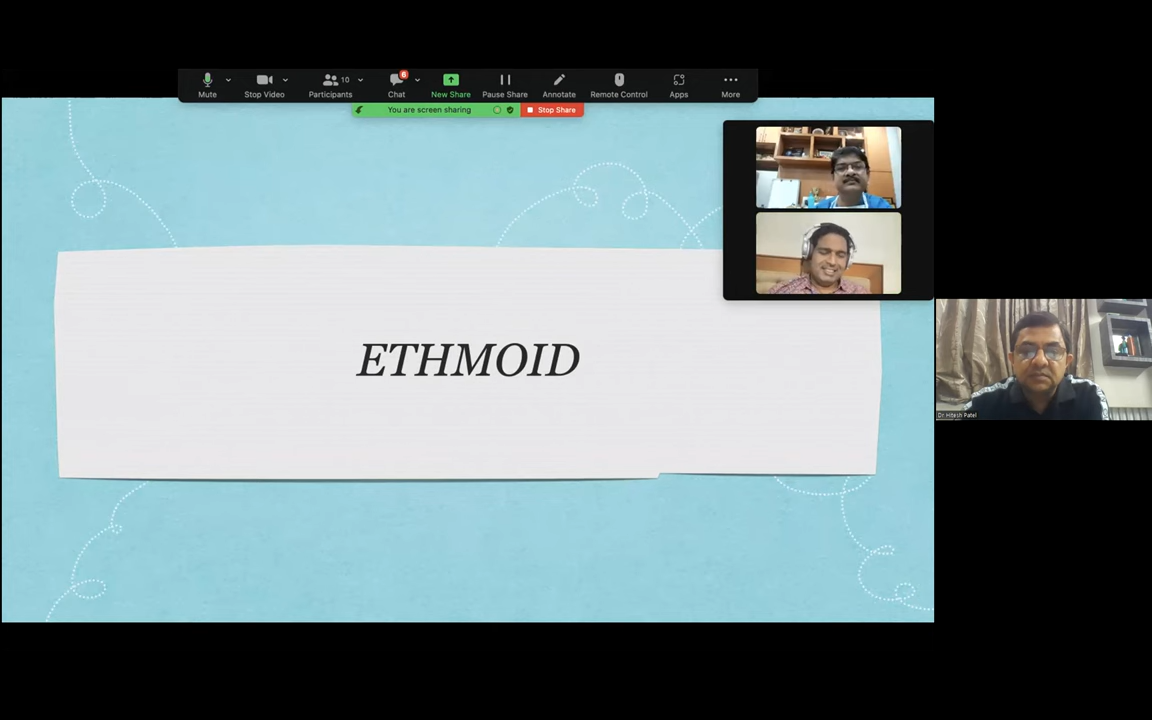 Mute
Stop Video
10
Participants
6
Chat
New Share
Pause Share
Annotate
Remote Control
Apps
More
You are screen sharing
Stop Share
ETHMOID
Dr Hitesh Patel